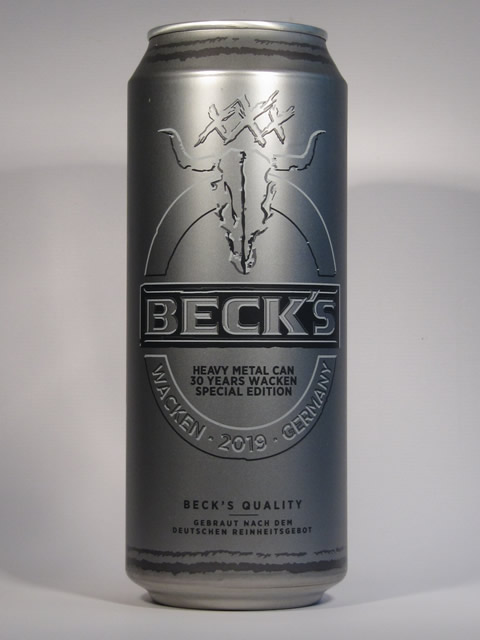 XXX
BECK'S
HEAVY METAL CAN
30 YEARS WACKEN
SPECIAL EDITION
WACKEN · 2019 · GERMANY
BECK'S QUALITY
GEBRAUT NACH DEM
DEUTSCHEN REINHEITSGEBOT